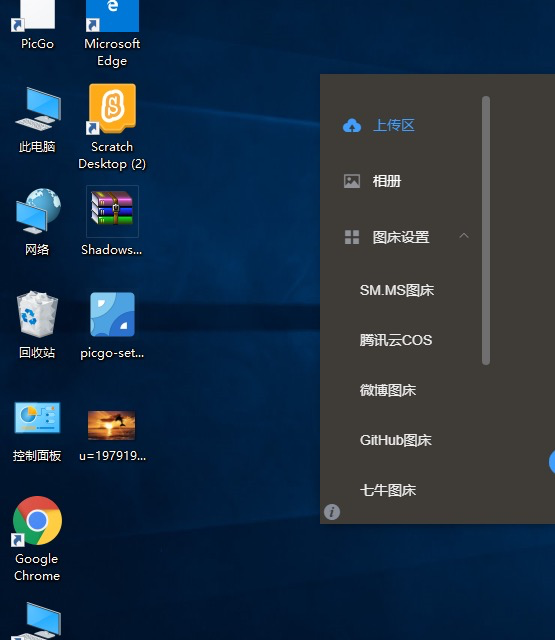 PicGo
Microsoft
Edge
此电脑
Scratch
Desktop (2)
网络
Shadows...
回收站
picgo-set...
控制面板
u=197919...
Google
Chrome
上传区
相册
图床设置
SM.MS图床
腾讯云COS
微博图床
GitHub图床
七牛图床